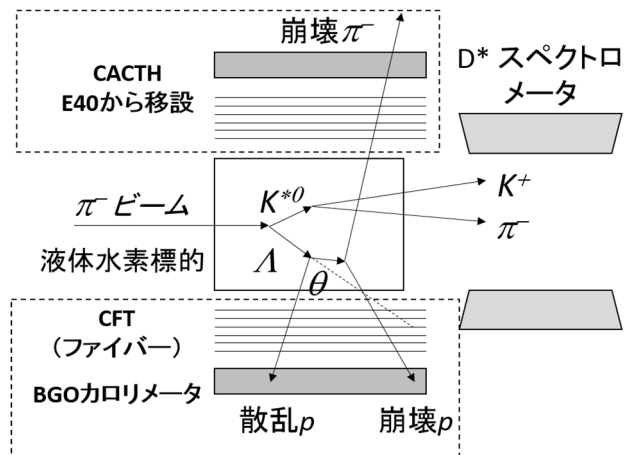 崩壊π⁻
CACTH
E40から移設
D* スペクトロ
メータ
K*0
K+
π⁻ ビーム
π⁻
液体水素標的
Λ
θ
CFT
(ファイバー)
BGOカロリメータ
散乱p
崩壊p